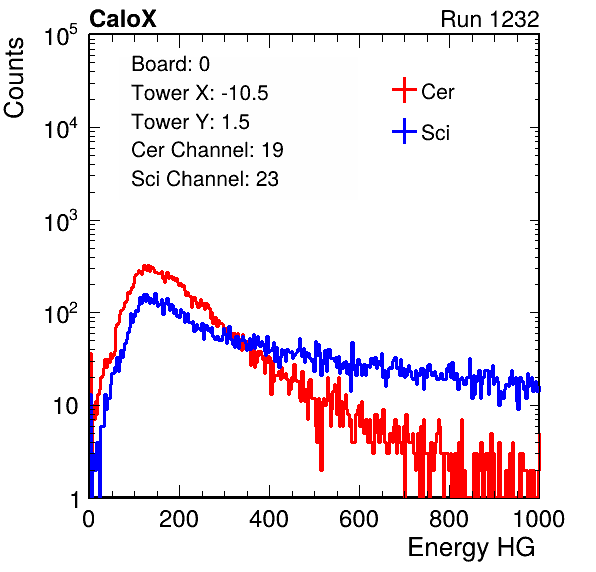 CaloX Run 1232
Counts
10^5
10^4
10^3
10^2
10
1
Board: 0
Tower X: -10.5
Tower Y: 1.5
Cer Channel: 19
Sci Channel: 23
Cer
Sci
0 200 400 600 800 1000
Energy HG